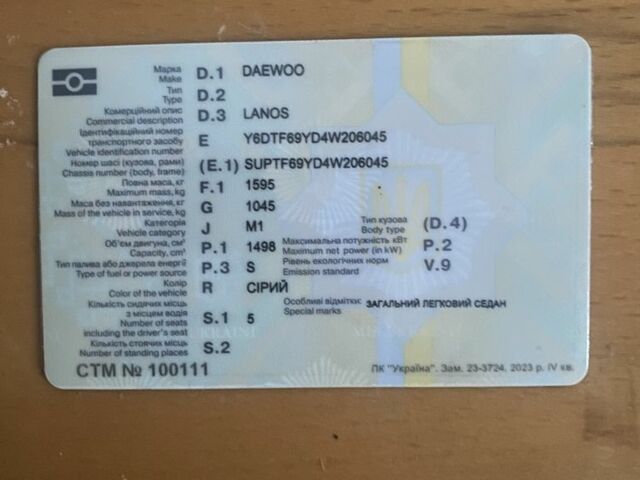 Марка
Make D.1 DAEWOO
Тип
Type D.2
Комерційний опис
Commercial description D.3 LANOS
Ідентифікаційний номер
транспортного засобу
Vehicle identification number E Y6DTF69YD4W206045
Номер шасі (кузова, рами)
Chassis number (body, frame) (E.1) SUPTF69YD4W206045
Повна маса, кг
Maximum mass, kg F.1 1595
Маса без навантаження, кг
Mass of the vehicle in service, kg G 1045
Категорія
Vehicle category J M1
Тип кузова
Body type (D.4)
Об'єм двигуна, см³
Capacity, cm³ P.1 1498
Максимальна потужність кВт
Maximum net power (in kW) P.2
Тип палива або джерела енергії
Type of fuel or power source P.3 S
Рівень екологічних норм
Emission standard V.9
Колір
Color of the vehicle R СІРИЙ
Кількість сидячих місць
з місцем водія
Number of seats
including the driver's seat S.1 5
Особливі відмітки:
Special marks ЗАГАЛЬНИЙ ЛЕГКОВИЙ СЕДАН
Кількість стоячих місць
Number of standing places S.2
СТМ № 100111
ПК "Україна". Зам. 23-3724, 2023 р. IV кв.